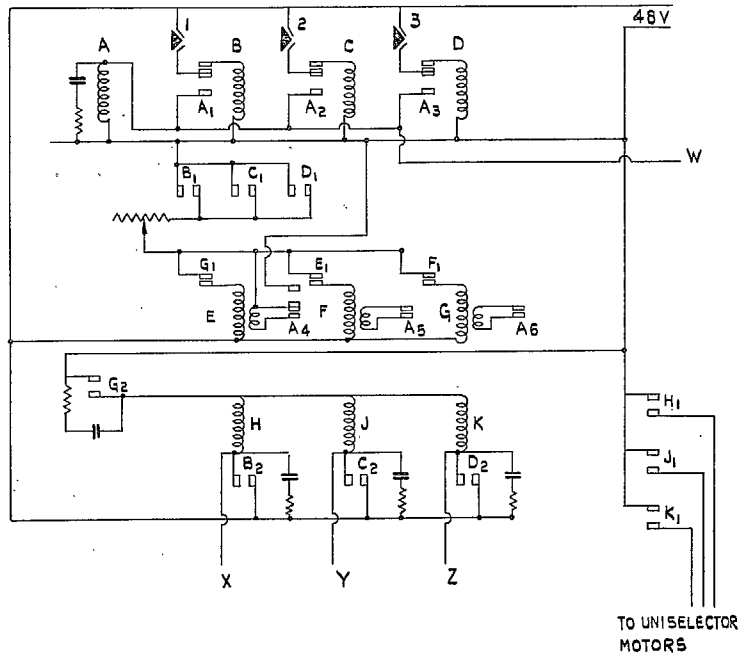 1 2 3 48V
A B C D
A1 A2 A3
W
B1 C1 D1
G1 E1 F1
E F G
A4 A5 A6
G2
H J K
H1
B2 C2 D2
J1
K1
X Y Z
TO UNISELECTOR
MOTORS